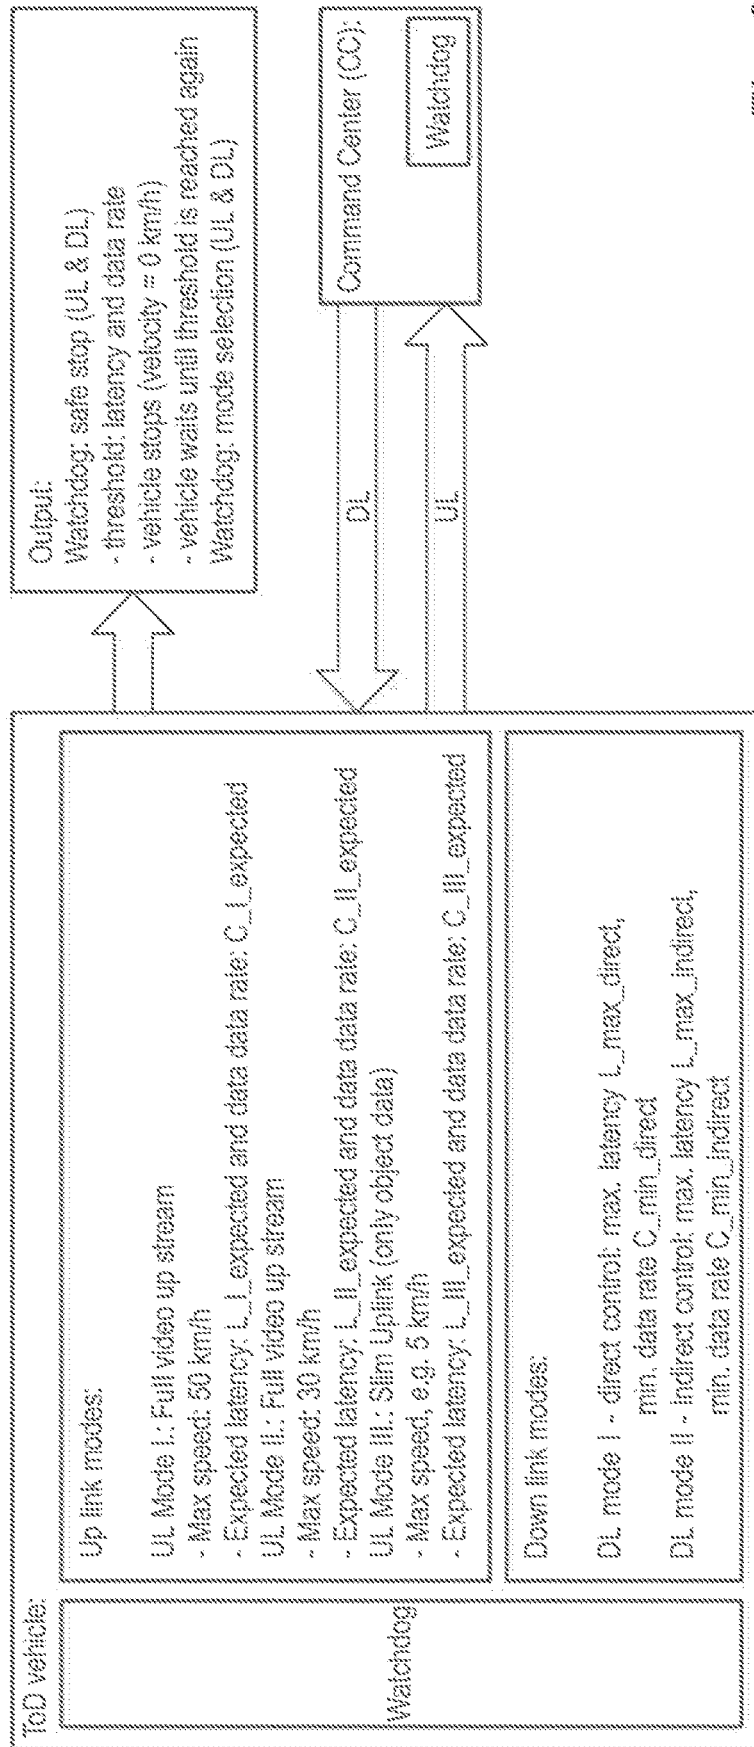 ToD vehicle:
Watchdog
Up link modes:
UL Mode I.: Full video up stream
- Max speed: 50 km/h
- Expected latency: L_I_expected and data data rate: C_I_expected
UL Mode II.: Full video up stream
- Max speed: 30 km/h
- Expected latency: L_II_expected and data data rate: C_II_expected
UL Mode III.: Slim Uplink (only object data)
- Max speed, e.g. 5 km/h
- Expected latency: L_III_expected and data data rate: C_III_expected
Down link modes:
DL mode I - direct control: max. latency L_max_direct,
min. data rate C_min_direct
DL mode II - Indirect control: max. latency L_max_indirect,
min. data rate C_min_indirect
Output:
Watchdog: safe stop (UL & DL)
- threshold: latency and data rate
- vehicle stops (velocity = 0 km/h)
- vehicle waits until threshold is reached again
Watchdog: mode selection (UL & DL)
DL
UL
Command Center (CC):
Watchdog